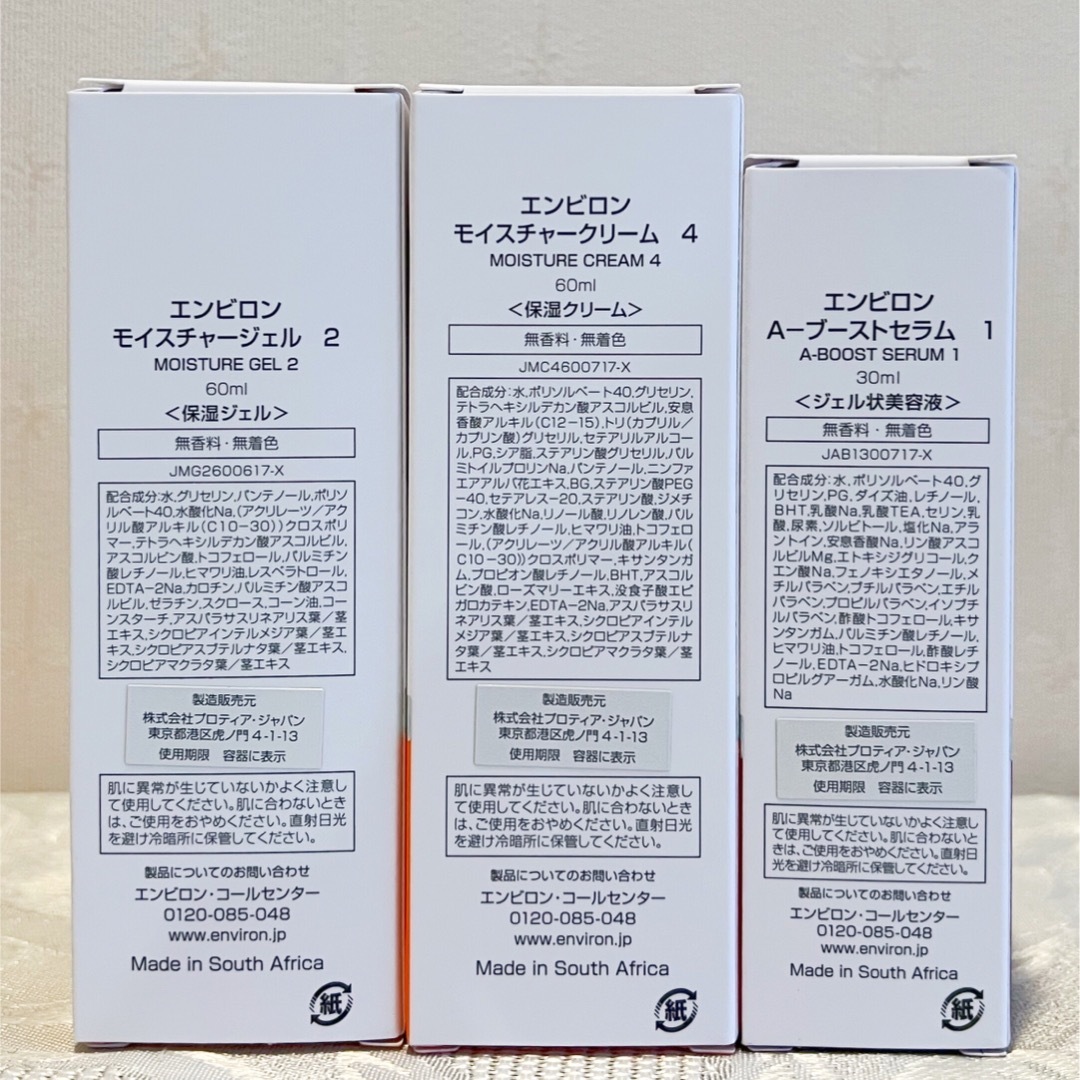 エンビロン
モイスチャージェル 2
MOISTURE GEL 2
60ml
＜保湿ジェル＞
無香料・無着色
JMG2600617-X
配合成分:水,グリセリン,パンテノール,ポリソ
ルベート40,水酸化Na,(アクリレーツ／アク
リル酸アルキル(C10-30))クロスポリ
マー,テトラヘキシルデカン酸アスコルビル,
アスコルビン酸,トコフェロール,パルミチン
酸レチノール,ヒマワリ油,レスベラトロール,
EDTA-2Na,カロチン,パルミチン酸アスコ
ルビル,ゼラチン,スクロース,コーン油,コー
ンスターチ,アスパラサスリネアリス葉／茎エ
キス,シクロピアインテルメジア葉／茎エ
キス,シクロピアスブテルナタ葉／茎エキス,
シクロピアマクラタ葉／茎エキス
製造販売元
株式会社プロティア・ジャパン
東京都港区虎ノ門4-1-13
使用期限 容器に表示
肌に異常が生じていないかよく注意し
て使用してください。肌に合わないとき
は、ご使用をおやめください。直射日光
を避け冷暗所に保管してください。
製品についてのお問い合わせ
エンビロン・コールセンター
0120-085-048
www.environ.jp
Made in South Africa
紙
エンビロン
モイスチャークリーム 4
MOISTURE CREAM 4
60ml
＜保湿クリーム＞
無香料・無着色
JMC4600717-X
配合成分:水,ポリソルベート40,グリセリン,
テトラヘキシルデカン酸アスコルビル,安息
香酸アルキル(C12-15),トリ(カプリル／
カプリン酸)グリセリル,セテアリルアルコー
ル,PG,シア脂,ステアリン酸グリセリル,パル
ミトイルプロリンNa,パンテノール,ニンファ
エアアルバ花エキス,BG,ステアリン酸PEG
-40,セテアレス-20,ステアリン酸,ジメチ
コン,水酸化Na,リノール酸,リノレン酸,パル
ミチン酸レチノール,ヒマワリ油,トコフェロ
ール,(アクリレーツ／アクリル酸アルキル(
C10-30))クロスポリマー,キサンタンガ
ム,プロピオン酸レチノール,BHT,アスコル
ビン酸,ローズマリーエキス,没食子酸エピ
ガロカテキン,EDTA-2Na,アスパラサスリ
ネアリス葉／茎エキス,シクロピアインテル
メジア葉／茎エキス,シクロピアスブテルナ
タ葉／茎エキス,シクロピアマクラタ葉／茎
エキス
製造販売元
株式会社プロティア・ジャパン
東京都港区虎ノ門4-1-13
使用期限 容器に表示
肌に異常が生じていないかよく注意し
て使用してください。肌に合わないとき
は、ご使用をおやめください。直射日光
を避け冷暗所に保管してください。
製品についてのお問い合わせ
エンビロン・コールセンター
0120-085-048
www.environ.jp
Made in South Africa
紙
エンビロン
A－ブーストセラム 1
A-BOOST SERUM 1
30ml
＜ジェル状美容液＞
無香料・無着色
JAB1300717-X
配合成分:水,ポリソルベート40,グ
リセリン,PG,ダイズ油,レチノール,
BHT,乳酸Na,乳酸TEA,セリン,乳
酸,尿素,ソルビトール,塩化Na,アラ
ントイン,安息香酸Na,リン酸アスコ
ルビルMg,エトキシジグリコール,ク
エン酸Na,フェノキシエタノール,メ
チルパラベン,ブチルパラベン,エチル
パラベン,プロピルパラベン,イソブチ
ルパラベン,酢酸トコフェロール,キサ
ンタンガム,パルミチン酸レチノール,
ヒマワリ油,トコフェロール,酢酸レチ
ノール,EDTA-2Na,ヒドロキシプ
ロピルグアーガム,水酸化Na,リン酸
Na
製造販売元
株式会社プロティア・ジャパン
東京都港区虎ノ門4-1-13
使用期限 容器に表示
肌に異常が生じていないかよく注意し
て使用してください。肌に合わないと
きは、ご使用をおやめください。直射日
光を避け冷暗所に保管してください。
製品についてのお問い合わせ
エンビロン・コールセンター
0120-085-048
www.environ.jp
Made in South Africa
紙